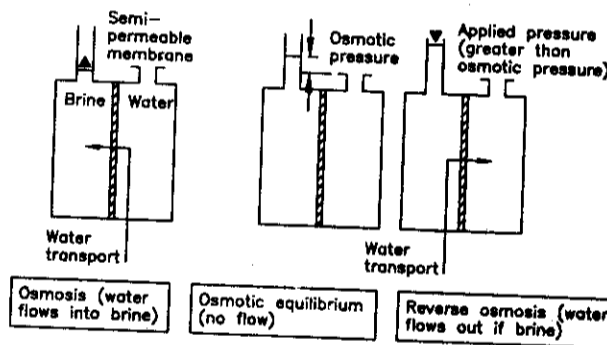 Semi-
permeable
membrane
Brine
Water
Water
transport
Osmosis (water
flows into brine)
Osmotic
pressure
Osmotic equilibrium
(no flow)
Applied pressure
(greater than
osmotic pressure)
Water
transport
Reverse osmosis (water
flows out if brine)